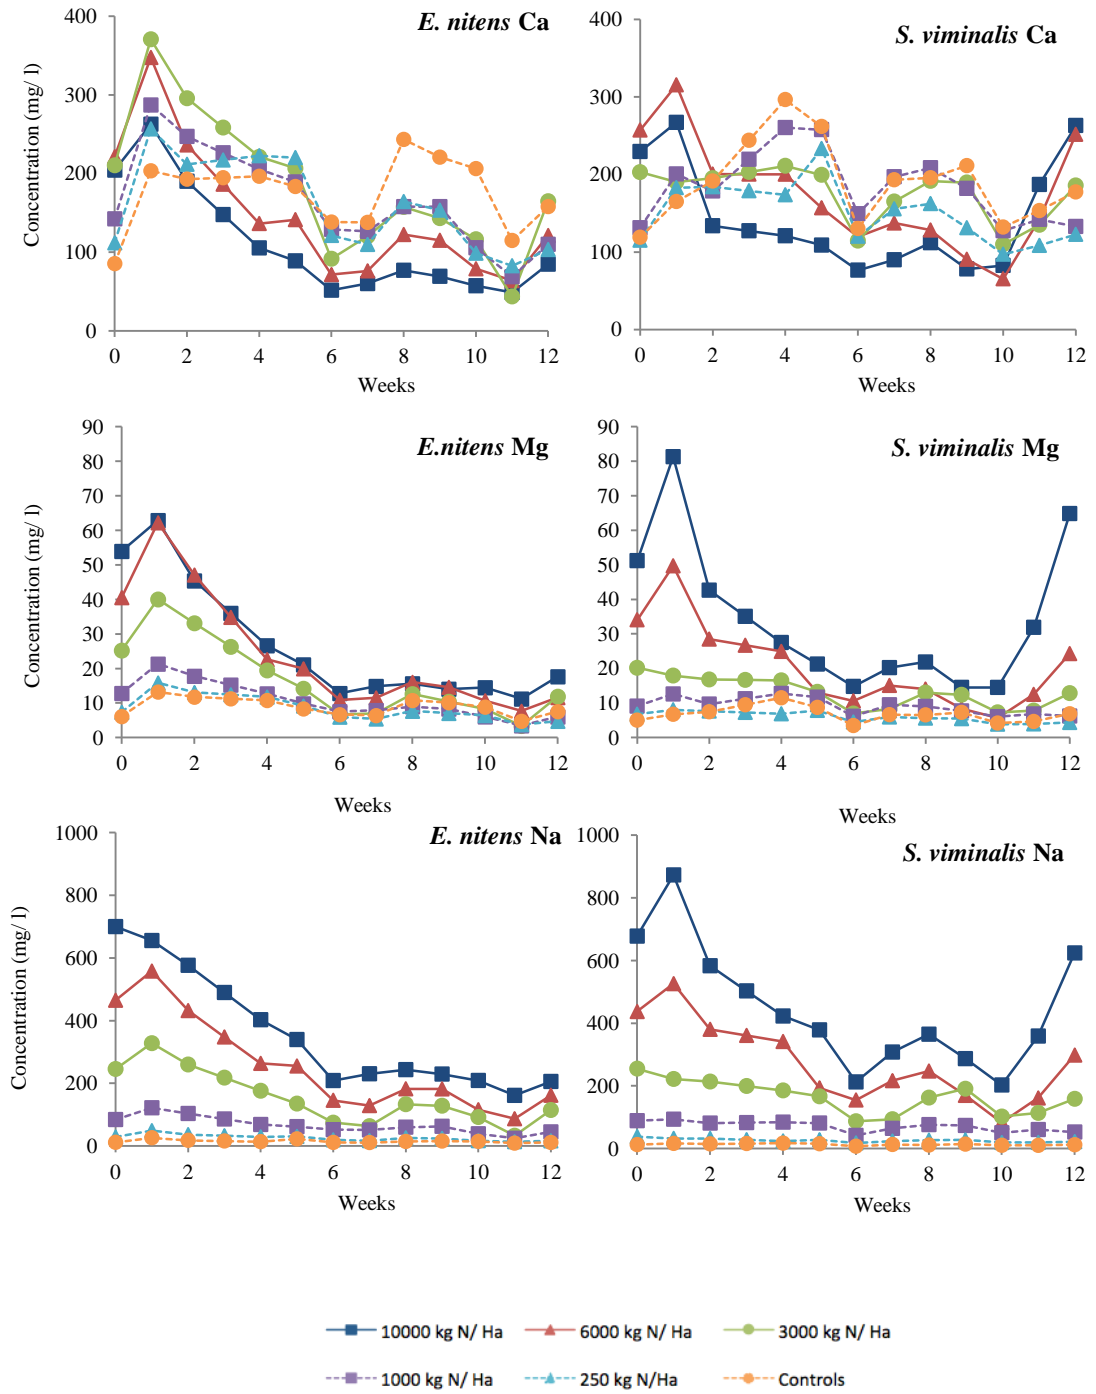 E. nitens Ca
Concentration (mg/ l)
400
300
200
100
0
0 2 4 6 8 10 12
Weeks
S. viminalis Ca
400
300
200
100
0
0 2 4 6 8 10 12
Weeks
E.nitens Mg
Concentration (mg/ l)
90
80
70
60
50
40
30
20
10
0
0 2 4 6 8 10 12
Weeks
S. viminalis Mg
90
80
70
60
50
40
30
20
10
0
0 2 4 6 8 10 12
Weeks
E. nitens Na
Concentration (mg/ l)
1000
800
600
400
200
0
0 2 4 6 8 10 12
Weeks
S. viminalis Na
1000
800
600
400
200
0
0 2 4 6 8 10 12
Weeks
10000 kg N/ Ha 6000 kg N/ Ha 3000 kg N/ Ha
1000 kg N/ Ha 250 kg N/Ha Controls